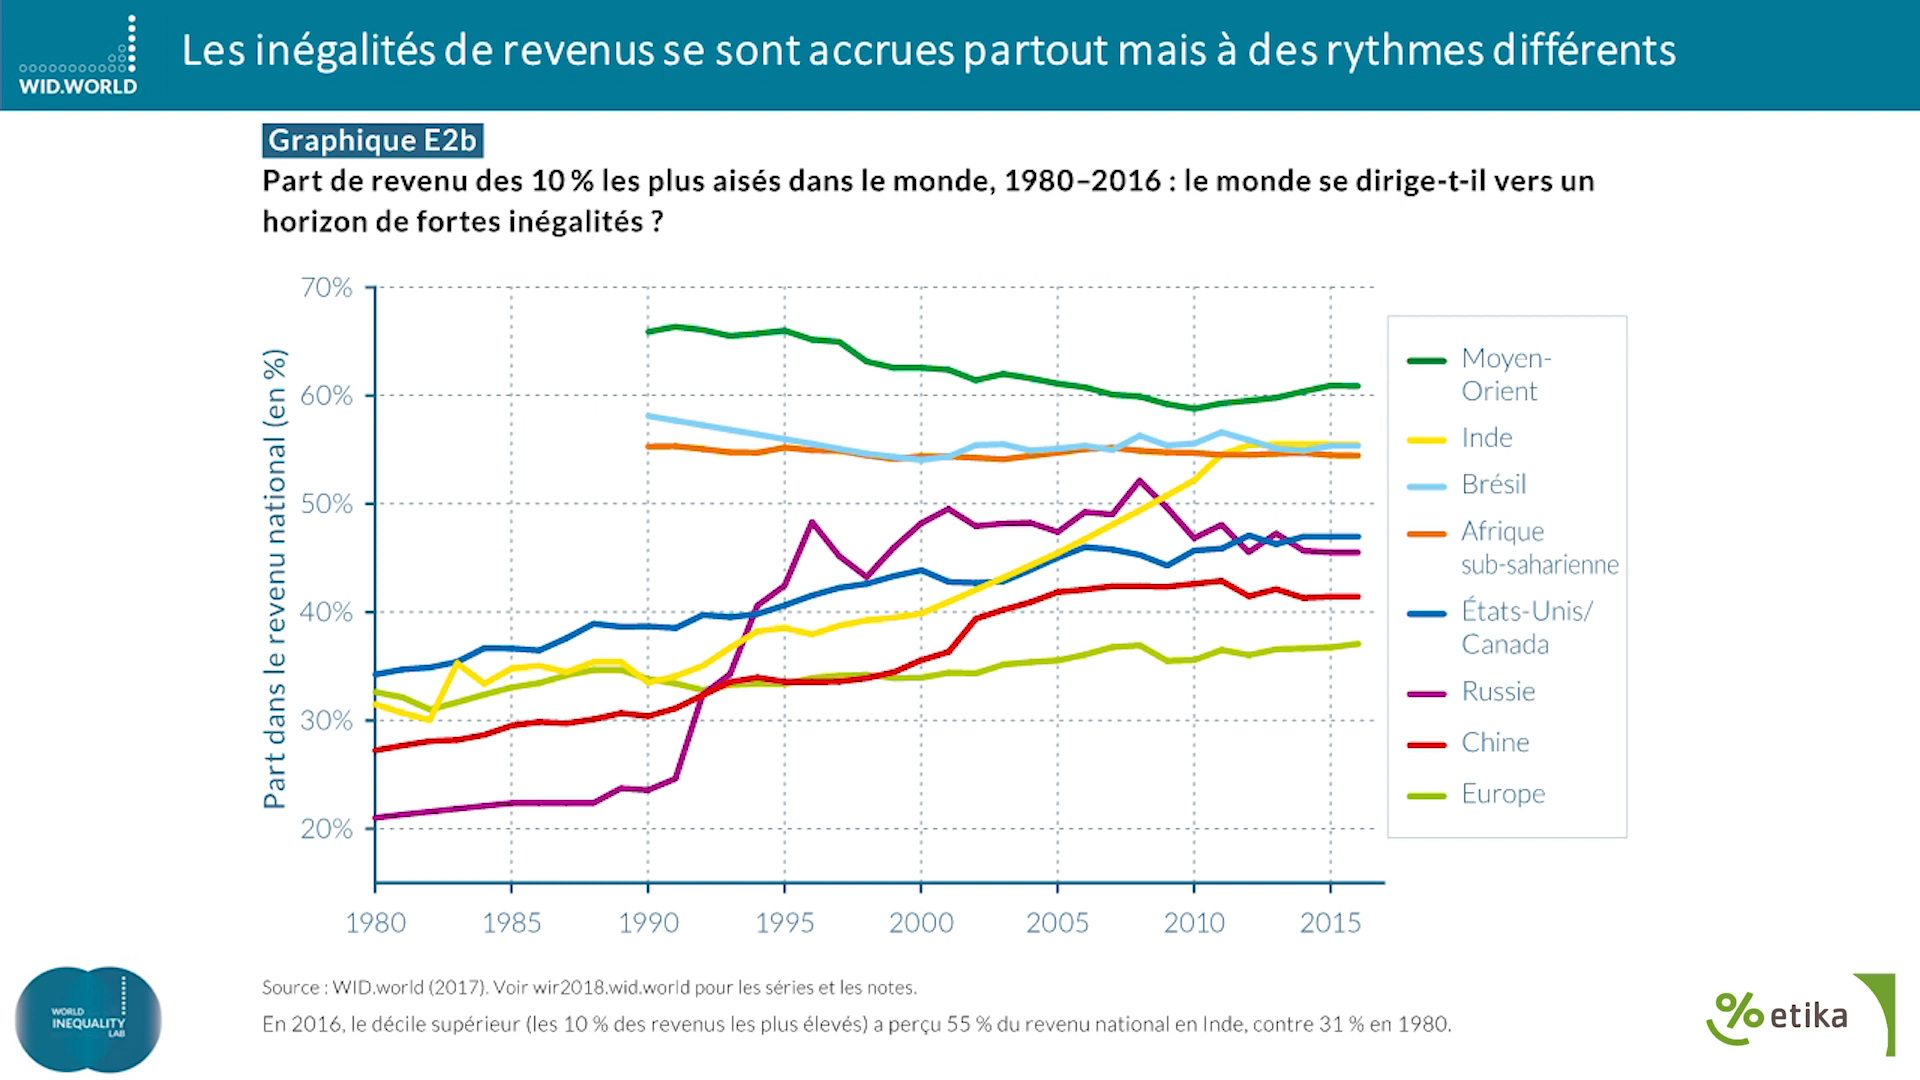 WID.WORLD
Les inégalités de revenus se sont accrues partout mais à des rythmes différents
Graphique E2b
Part de revenu des 10 % les plus aisés dans le monde, 1980–2016 : le monde se dirige-t-il vers un
horizon de fortes inégalités ?
Part dans le revenu national (en %)
70%
60%
50%
40%
30%
20%
1980
1985
1990
1995
2000
2005
2010
2015
Moyen-
Orient
Inde
Brésil
Afrique
sub-saharienne
États-Unis/
Canada
Russie
Chine
Europe
Source : WID.world (2017). Voir wir2018.wid.world pour les séries et les notes.
En 2016, le décile supérieur (les 10 % des revenus les plus élevés) a perçu 55 % du revenu national en Inde, contre 31 % en 1980.
WORLD
INEQUALITY
LAB
% etika